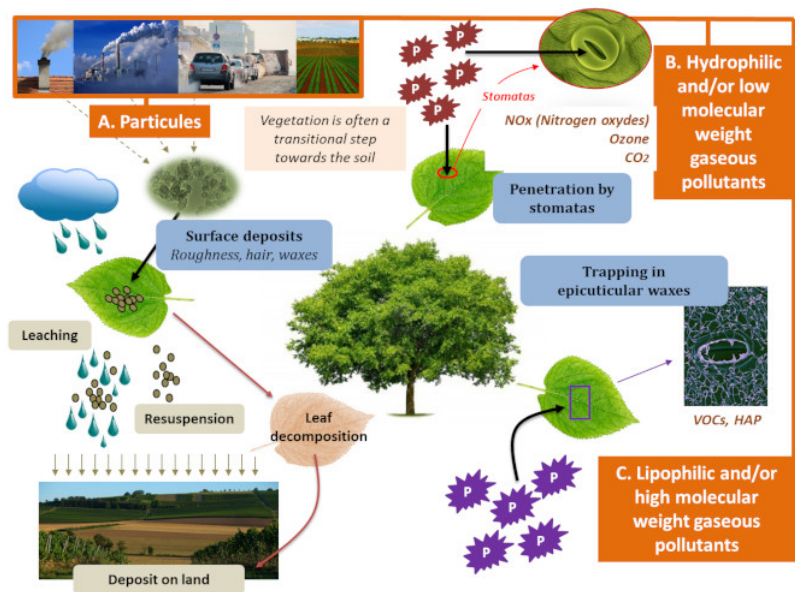 A. Particules
Vegetation is often a
transitional step
towards the soil
Stomatas
NOx (Nitrogen oxydes)
Ozone
CO2
B. Hydrophilic
and/or low
molecular
weight
gaseous
pollutants
P
P
P
P
P
Penetration by
stomatas
Surface deposits
Roughness, hair, waxes
Trapping in
epicuticular waxes
Leaching
Resuspension
Leaf
decomposition
VOCs, HAP
P
P
P
P
P
C. Lipophilic and/or
high molecular
weight gaseous
pollutants
Deposit on land